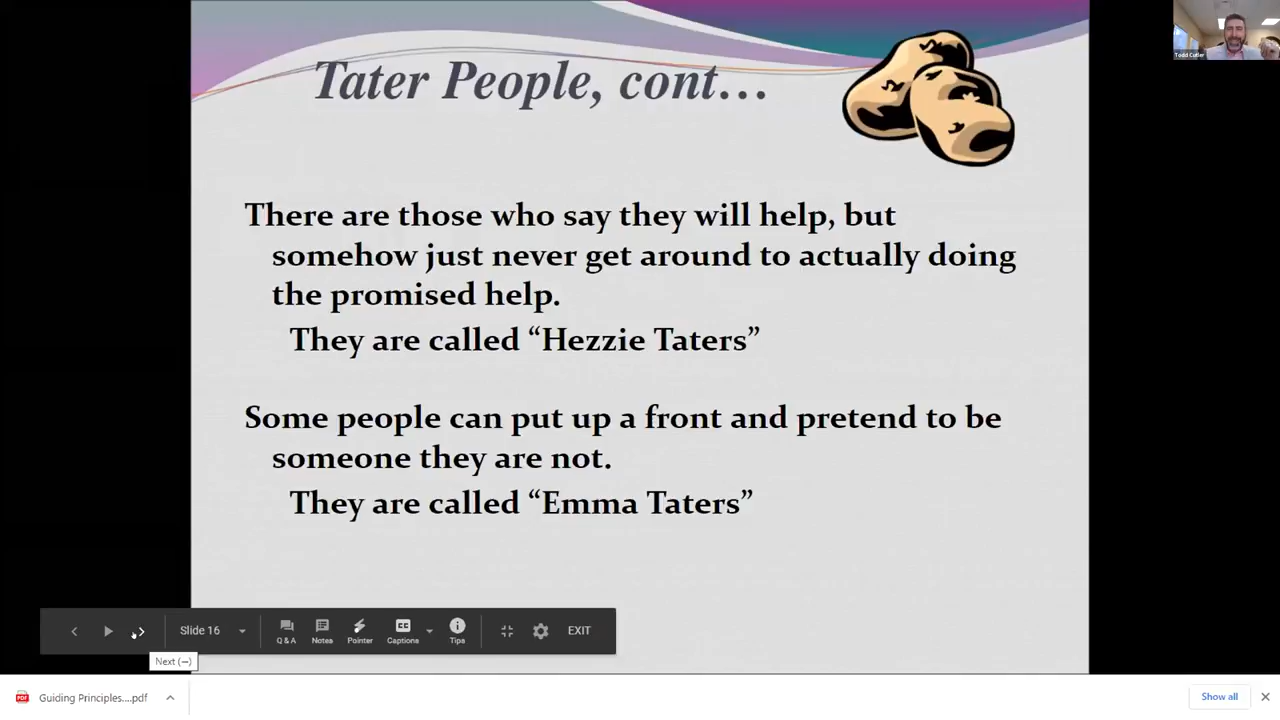 Tater People, cont…
Todd Cutler
There are those who say they will help, but
somehow just never get around to actually doing
the promised help.
They are called “Hezzie Taters”
Some people can put up a front and pretend to be
someone they are not.
They are called “Emma Taters”
Slide 16
Q & A
Notes
CC
Pointer
Captions
Tips
EXIT
Next (→)
PDF
Guiding Principles....pdf
Show all